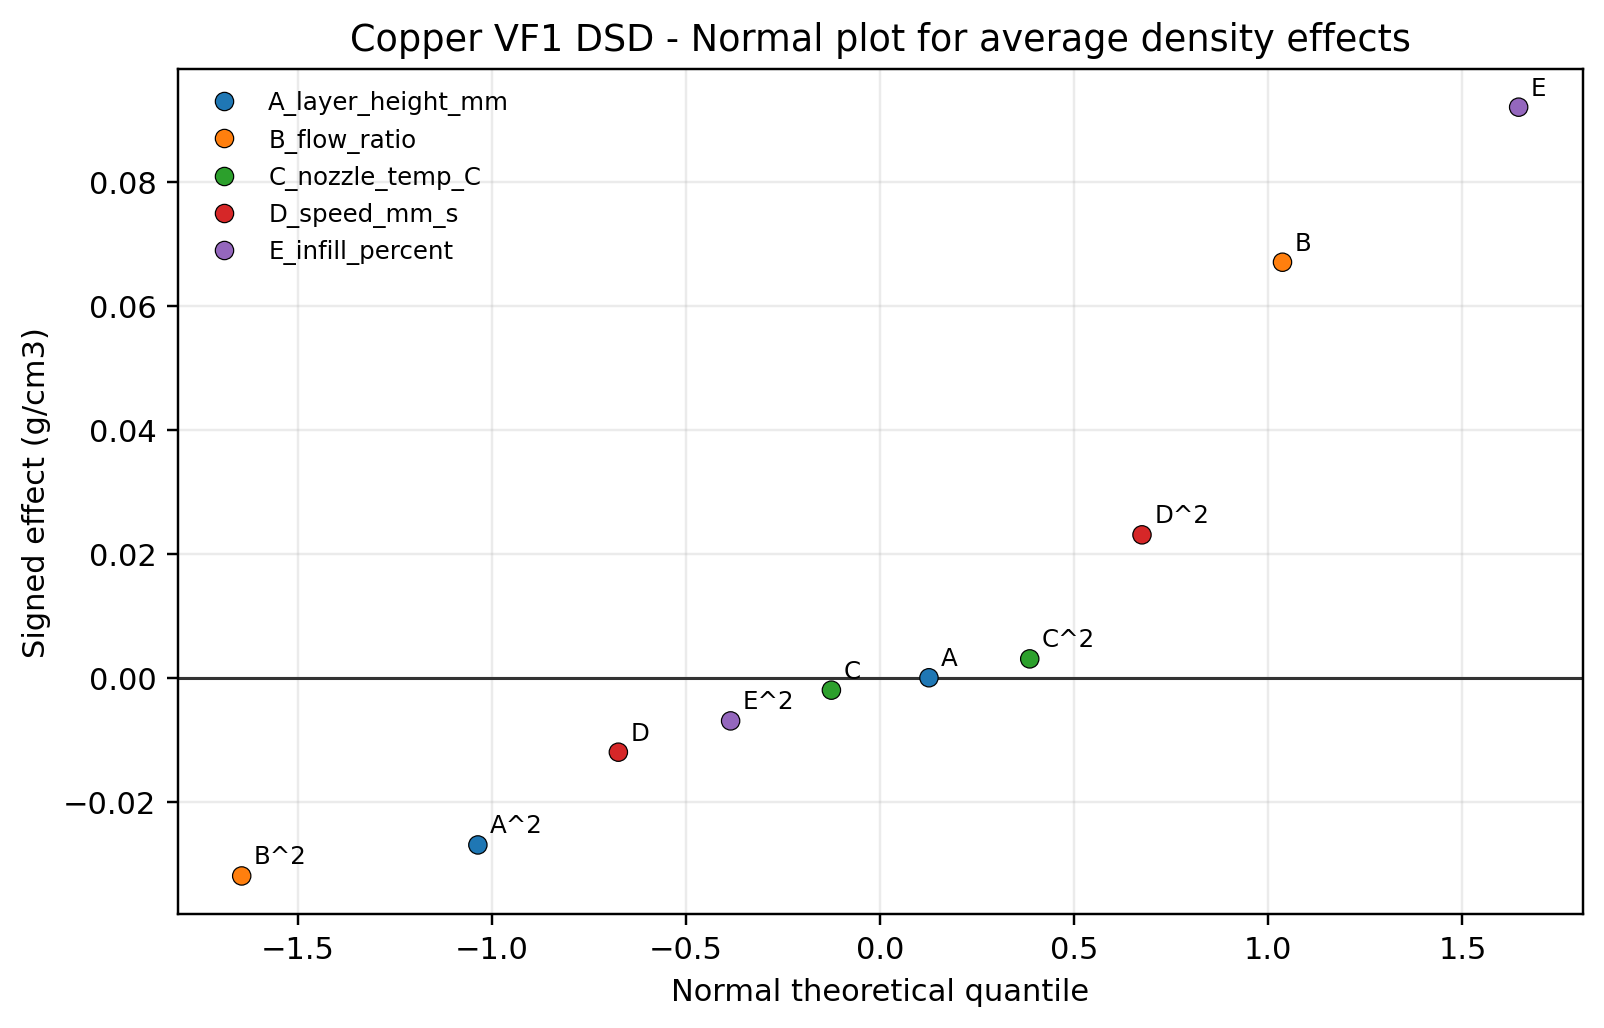 Copper VF1 DSD - Normal plot for average density effects
A_layer_height_mm
B_flow_ratio
C_nozzle_temp_C
D_speed_mm_s
E_infill_percent
E
B
D^2
C^2
A
C
E^2
D
A^2
B^2
0.08
0.06
0.04
0.02
0.00
−0.02
Signed effect (g/cm3)
−1.5
−1.0
−0.5
0.0
0.5
1.0
1.5
Normal theoretical quantile